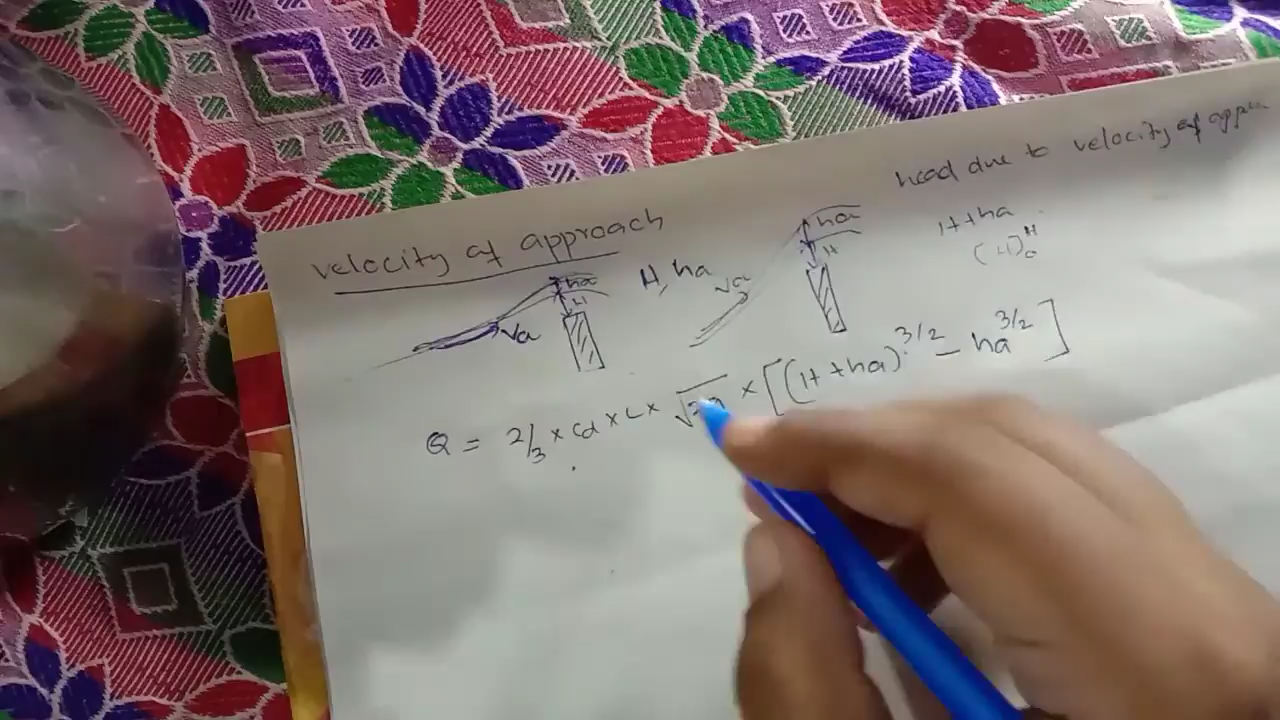 head due to velocity of
velocity of approach
ha
H
Va
H, ha
Va
ha
H
H+ha
Q = 2/3 × Cd × L × √2g × [(H + ha)^3/2 - ha^3/2]